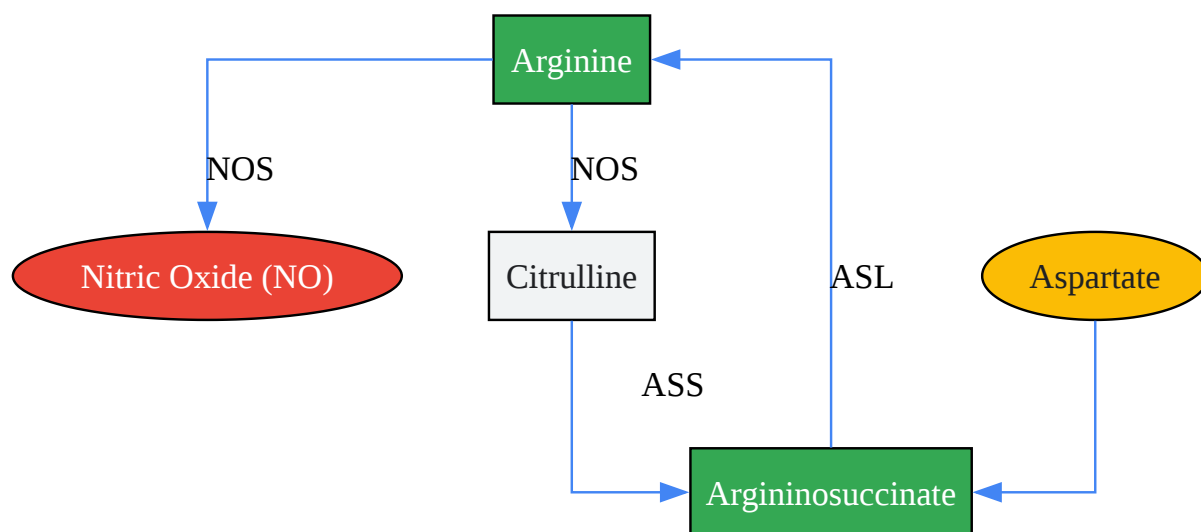 Arginine
NOS
NOS
Nitric Oxide (NO)
Citrulline
ASL
Aspartate
ASS
Argininosuccinate